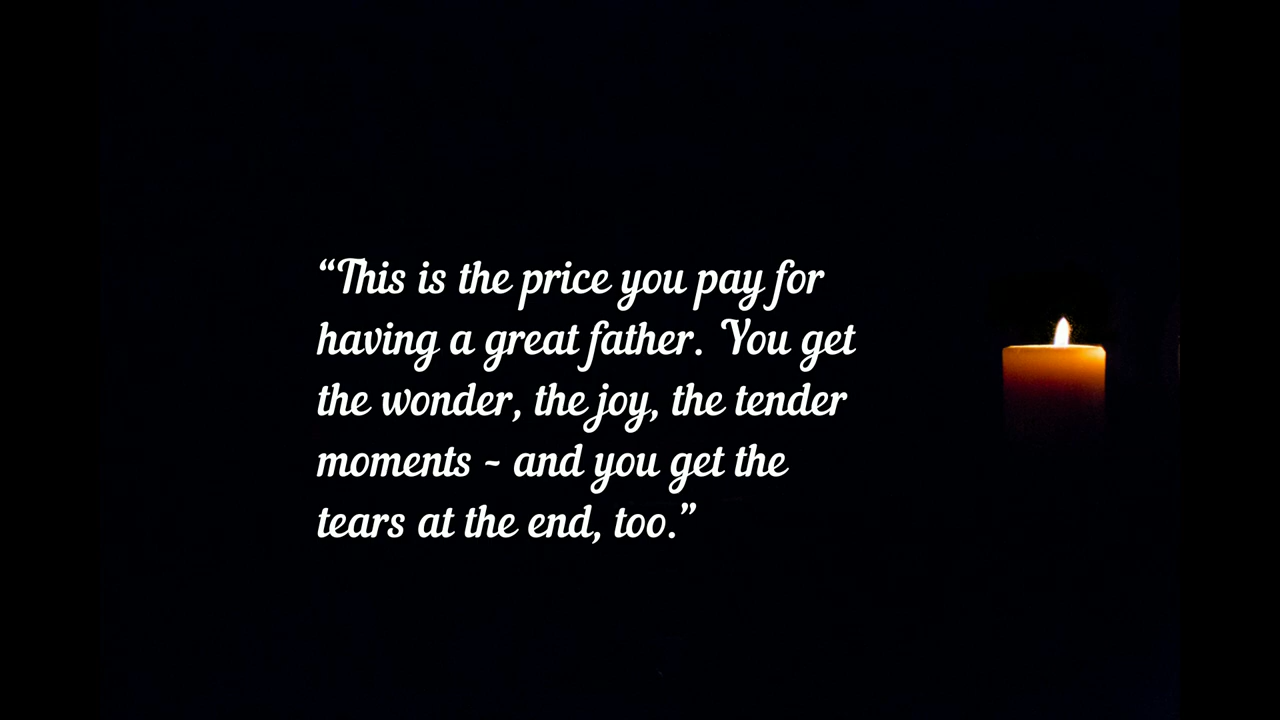 “This is the price you pay for
having a great father. You get
the wonder, the joy, the tender
moments ~ and you get the
tears at the end, too.”